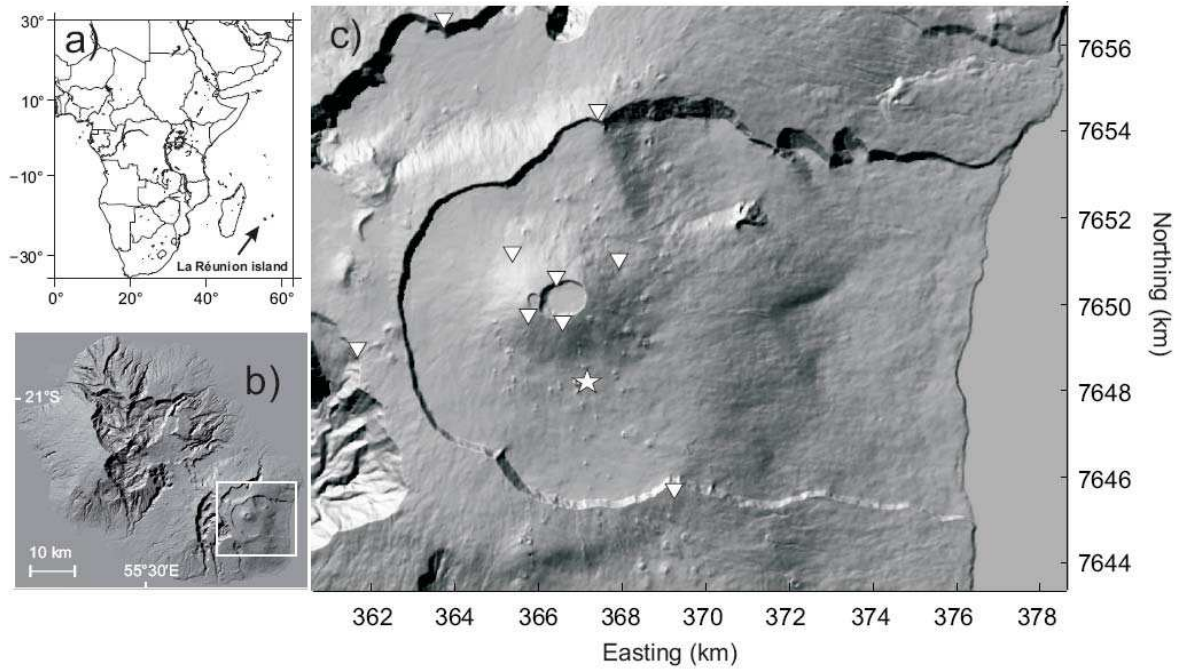 a)
30°
10°
−10°
−30°
0°
20°
40°
60°
La Réunion island
b)
21°S
10 km
55°30'E
c)
7656
7654
7652
7650
7648
7646
7644
Northing (km)
362
364
366
368
370
372
374
376
378
Easting (km)